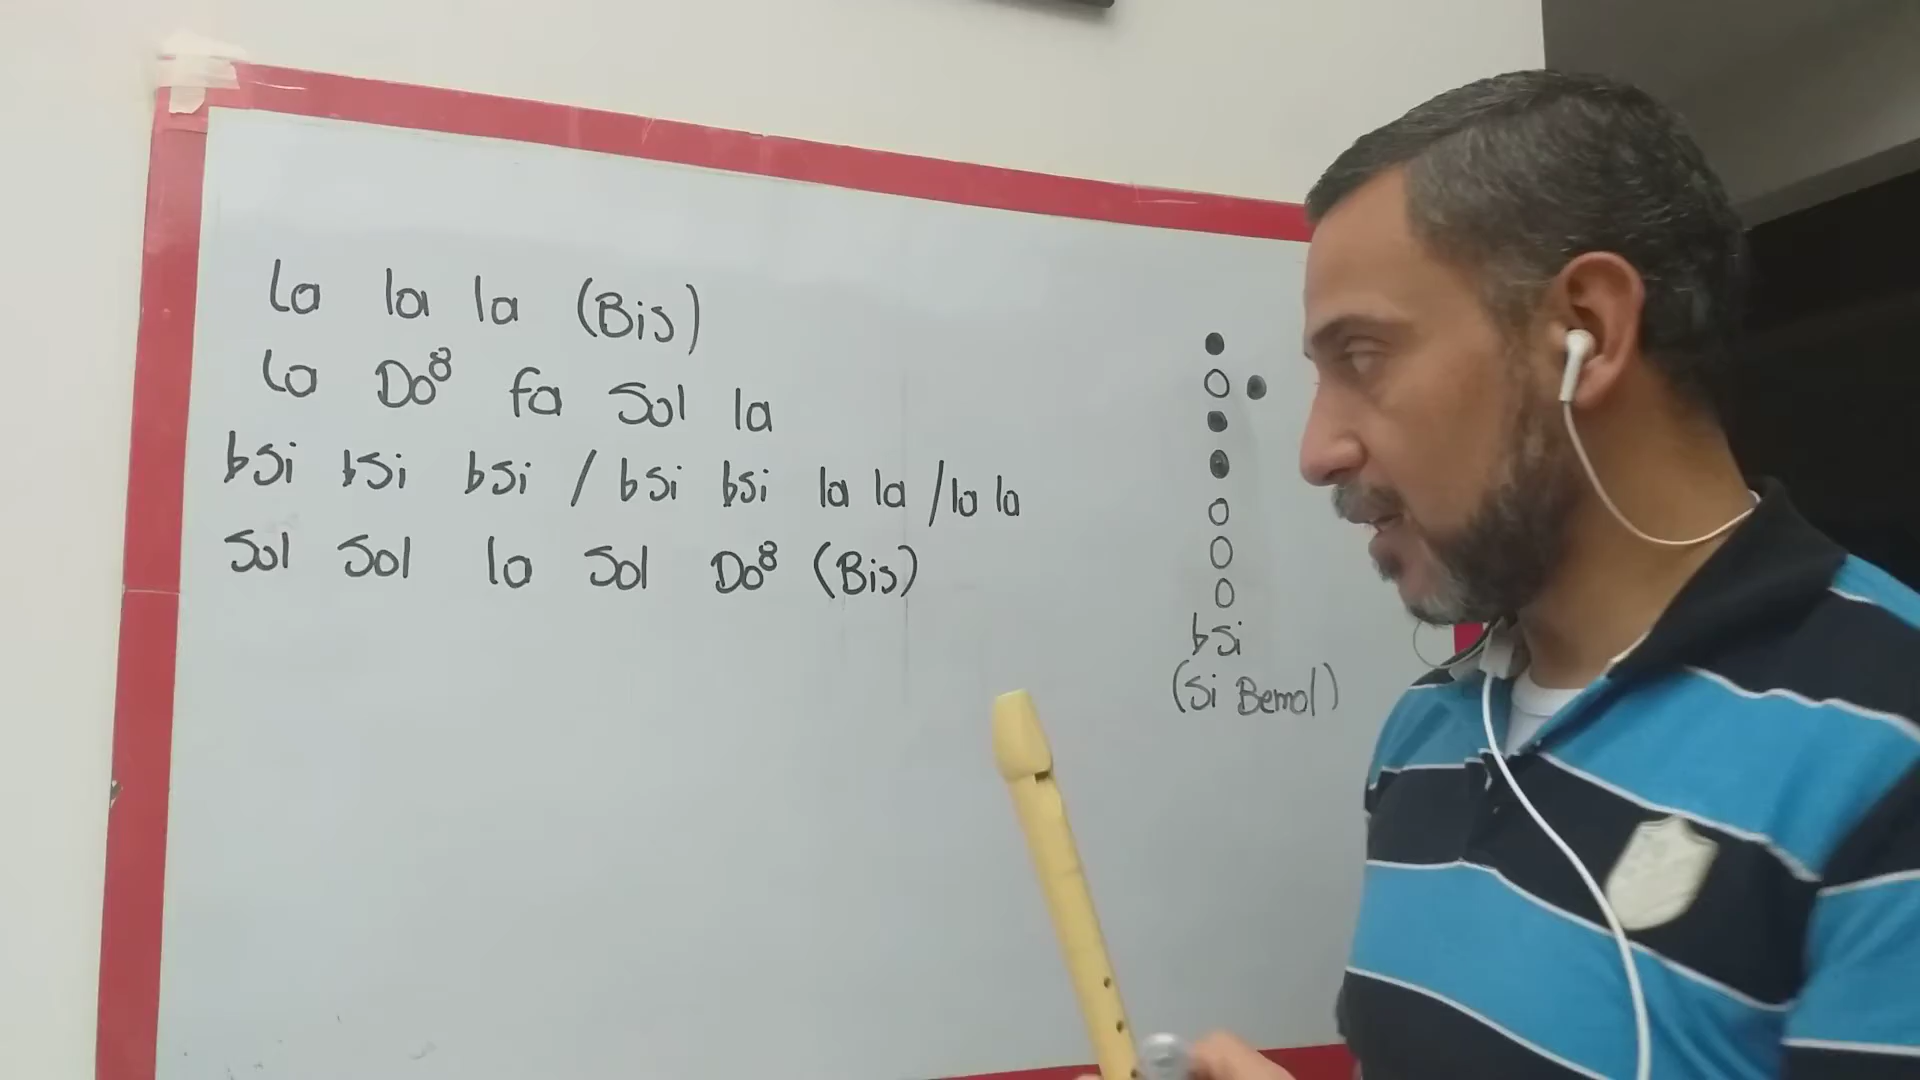 la la la (Bis)
la Do⁸ fa Sol la
bSi bSi bSi / bSi bSi la la / la la
Sol Sol la Sol Do⁸ (Bis)
bSi
(Si Bemol)